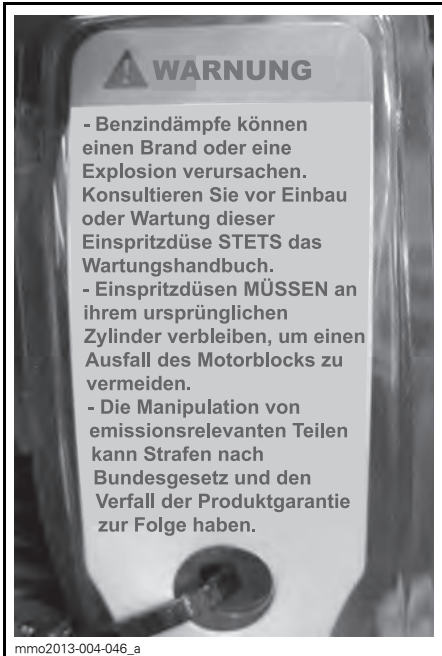 WARNUNG
- Benzindämpfe können
einen Brand oder eine
Explosion verursachen.
Konsultieren Sie vor Einbau
oder Wartung dieser
Einspritzdüse STETS das
Wartungshandbuch.
- Einspritzdüsen MÜSSEN an
ihrem ursprünglichen
Zylinder verbleiben, um einen
Ausfall des Motorblocks zu
vermeiden.
- Die Manipulation von
emissionsrelevanten Teilen
kann Strafen nach
Bundesgesetz und den
Verfall der Produktgarantie
zur Folge haben.
mmo2013-004-046_a